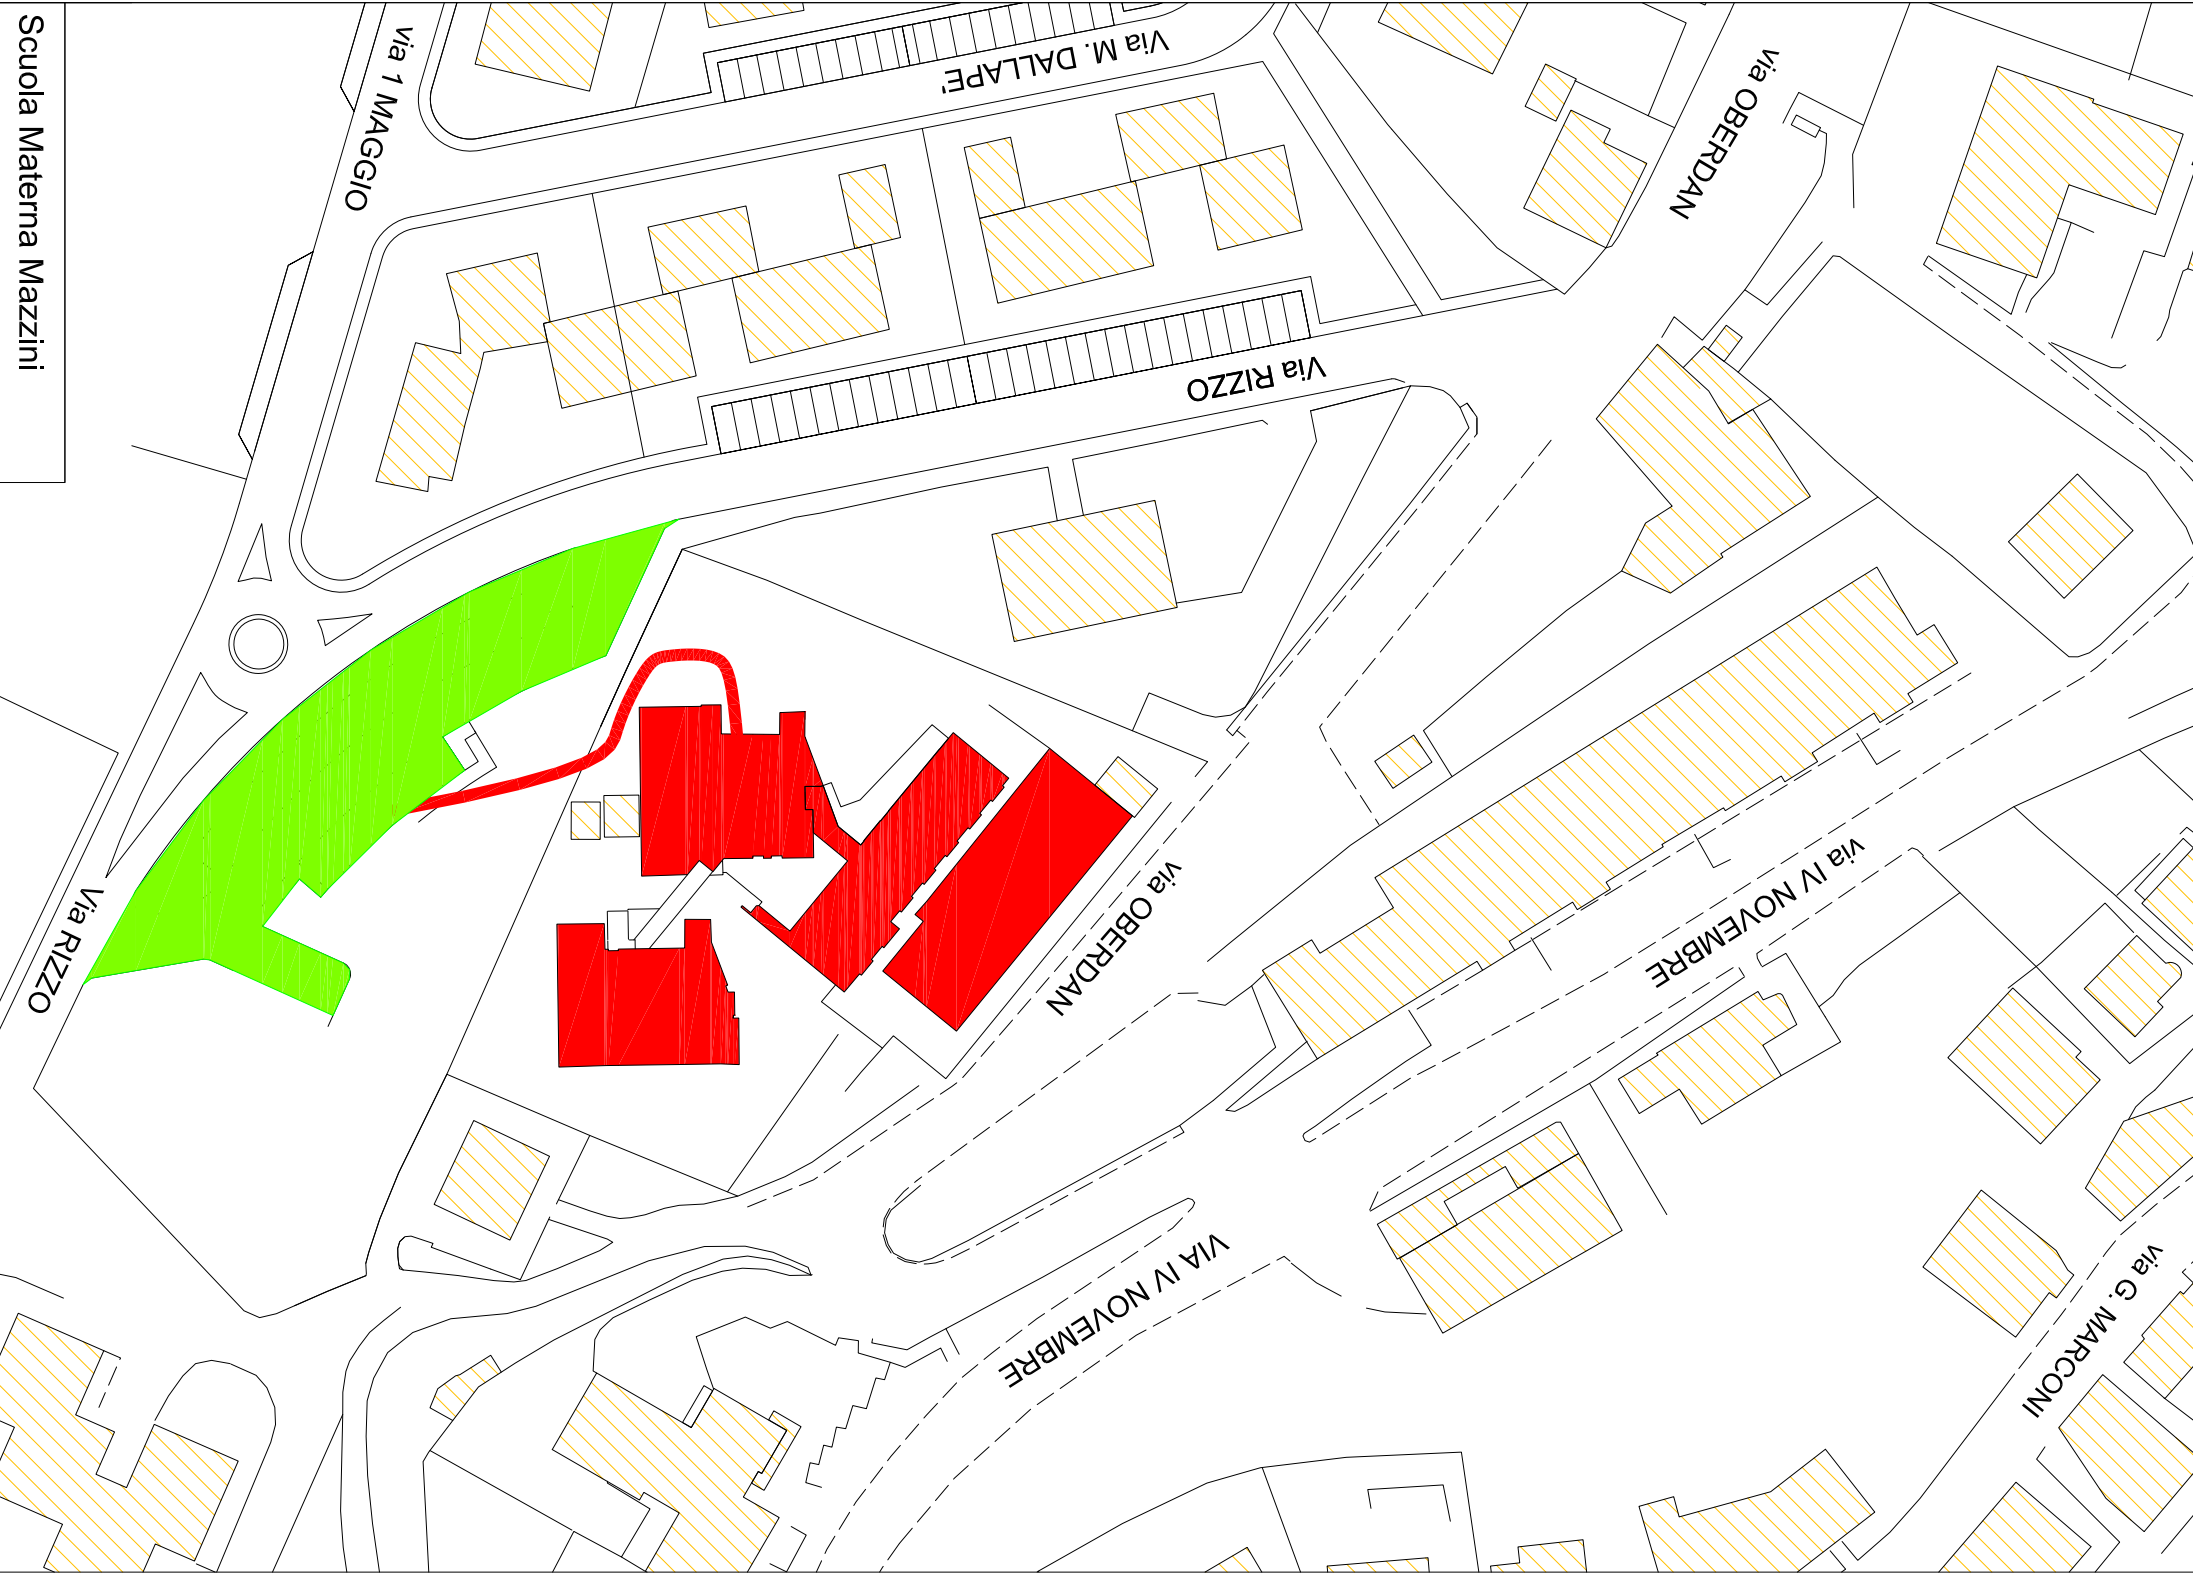 Scuola Materna Mazzini
via 1 MAGGIO
Via M. DALLAPE'
via OBERDAN
Via RIZZO
Via RIZZO
via OBERDAN
via IV NOVEMBRE
VIA IV NOVEMBRE
via G. MARCONI